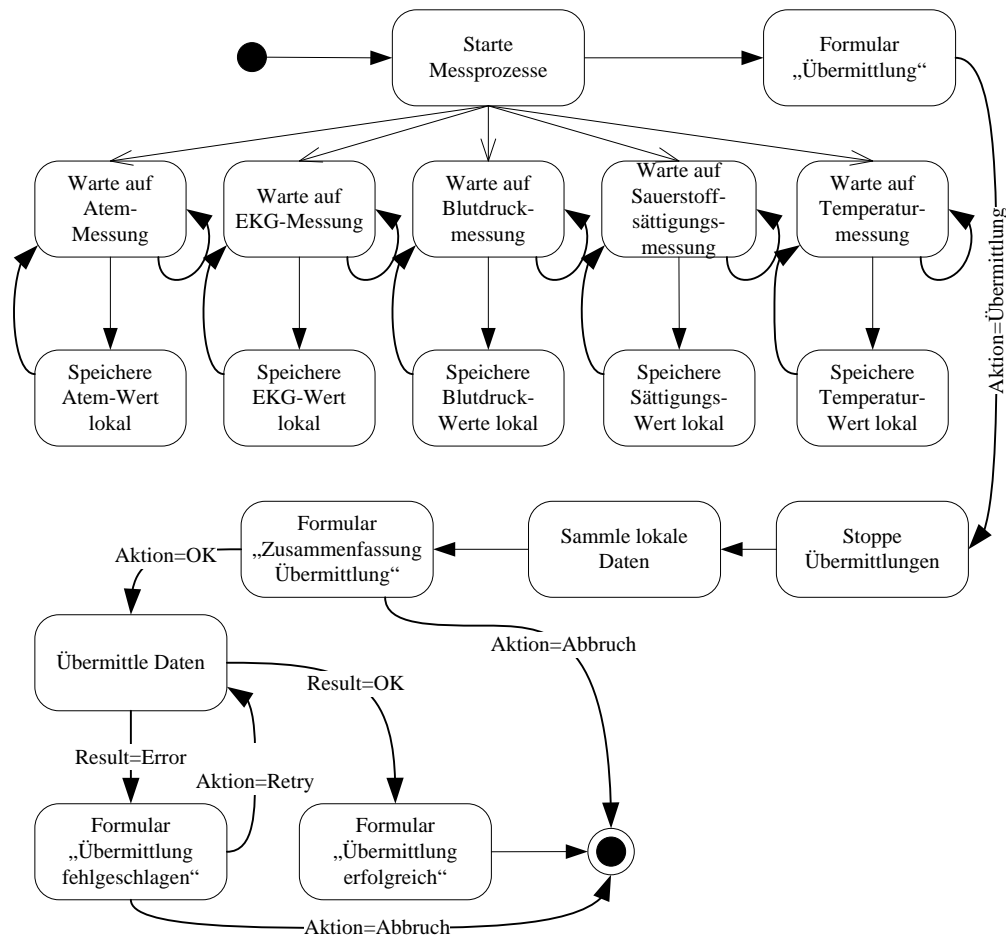 Starte
Messprozesse
Formular
„Übermittlung“
Warte auf
Atem-
Messung
Warte auf
EKG-Messung
Warte auf
Blutdruck-
messung
Warte auf
Sauerstoff-
sättigungs-
messung
Warte auf
Temperatur-
messung
Aktion=Übermittlung
Speichere
Atem-Wert
lokal
Speichere
EKG-Wert
lokal
Speichere
Blutdruck-
Werte lokal
Speichere
Sättigungs-
Wert lokal
Speichere
Temperatur-
Wert lokal
Formular
„Zusammenfassung
Übermittlung“
Sammle lokale
Daten
Stoppe
Übermittlungen
Aktion=OK
Aktion=Abbruch
Übermittle Daten
Result=OK
Result=Error
Aktion=Retry
Formular
„Übermittlung
fehlgeschlagen“
Formular
„Übermittlung
erfolgreich“
Aktion=Abbruch